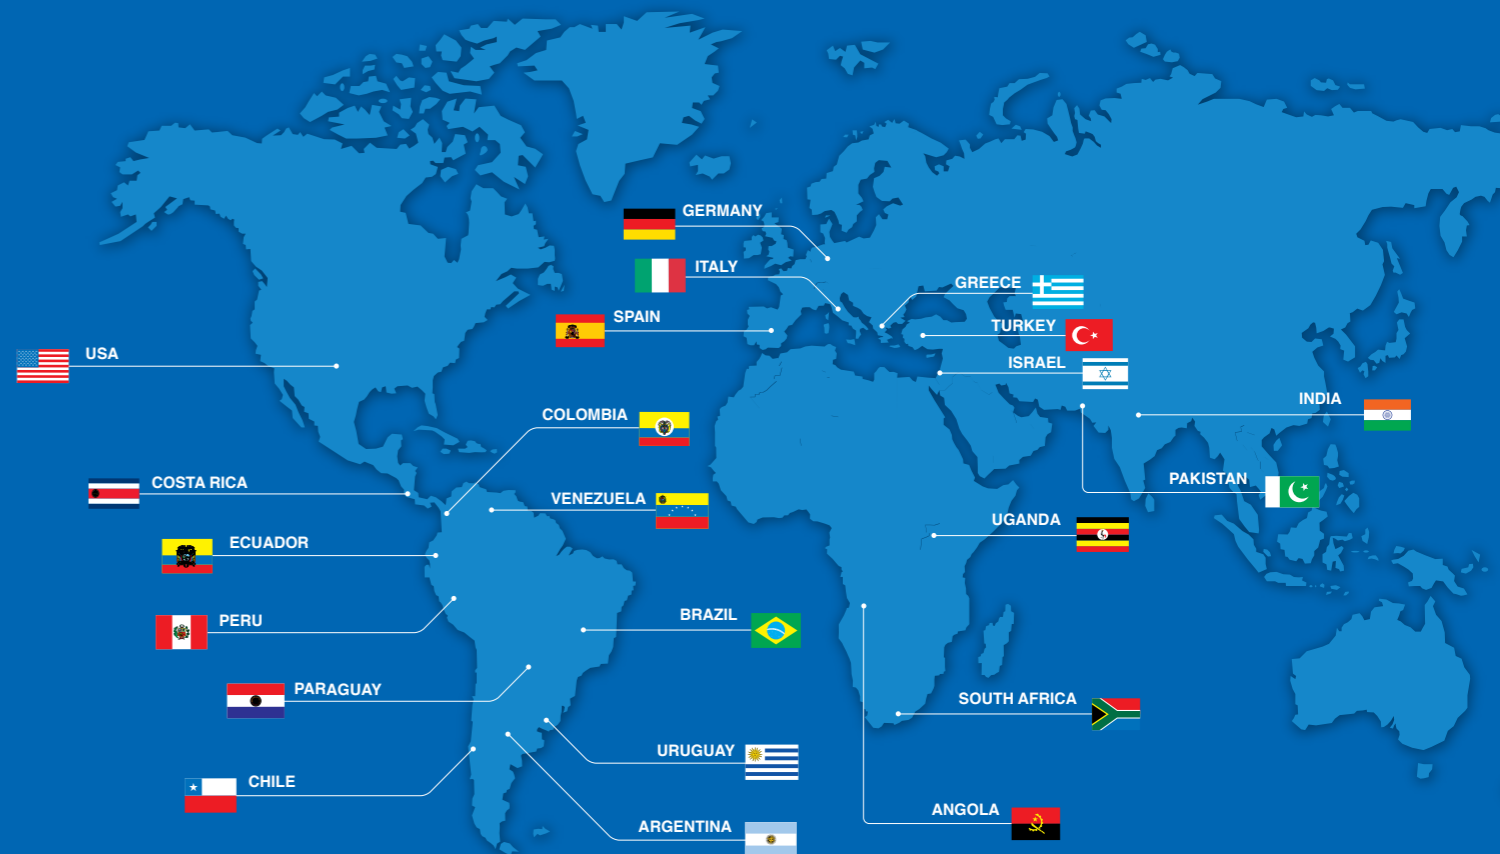 GERMANY
ITALY
GREECE
SPAIN
TURKEY
USA
ISRAEL
INDIA
COLOMBIA
PAKISTAN
COSTA RICA
VENEZUELA
UGANDA
ECUADOR
BRAZIL
PERU
PARAGUAY
SOUTH AFRICA
URUGUAY
CHILE
ANGOLA
ARGENTINA